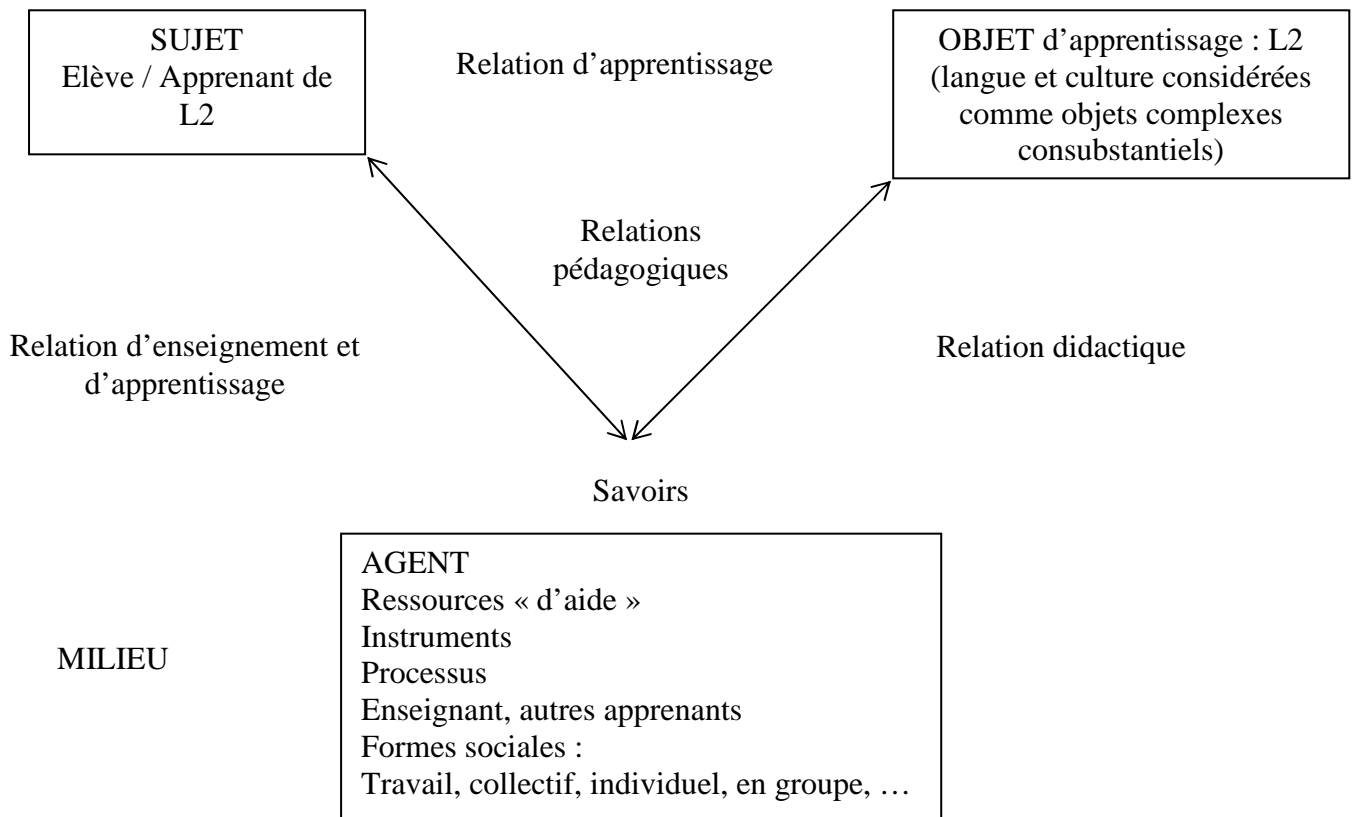 SUJET
Elève / Apprenant de
L2
Relation d’apprentissage
OBJET d’apprentissage : L2
(langue et culture considérées
comme objets complexes
consubstantiels)
Relations
pédagogiques
Relation d’enseignement et
d’apprentissage
Relation didactique
Savoirs
MILIEU
AGENT
Ressources « d’aide »
Instruments
Processus
Enseignant, autres apprenants
Formes sociales :
Travail, collectif, individuel, en groupe, …